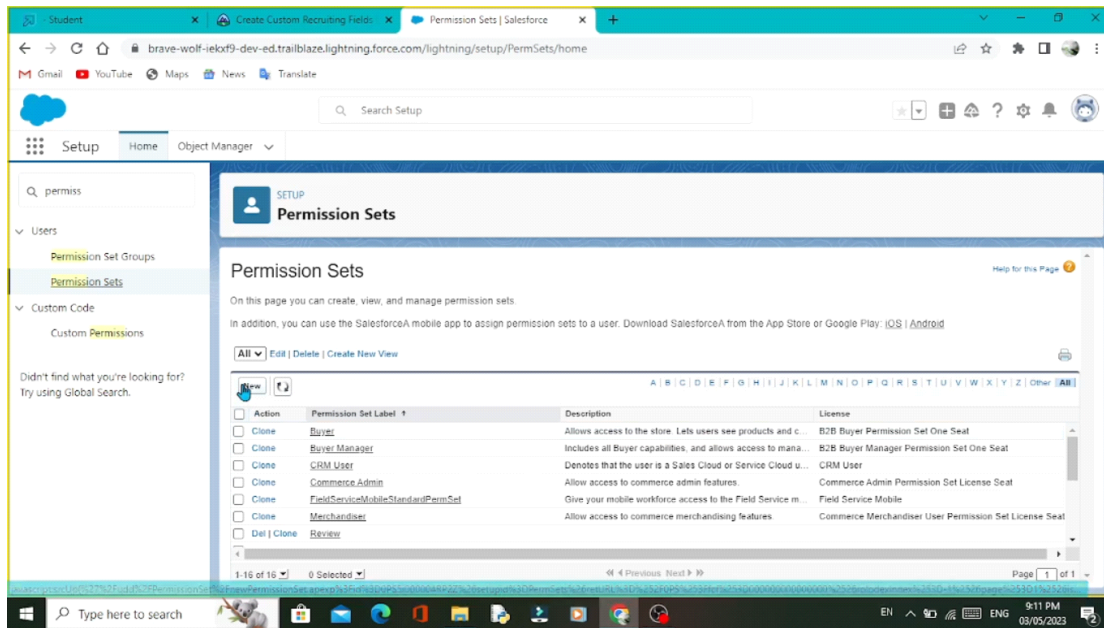 - Student
Create Custom Recruiting Fields
Permission Sets | Salesforce
brave-wolf-iekxf9-dev-ed.trailblaze.lightning.force.com/lightning/setup/PermSets/home
Gmail YouTube Maps News Translate
Search Setup
Setup Home Object Manager
permiss
SETUP
Permission Sets
Users
Permission Set Groups
Permission Sets
Custom Code
Custom Permissions
Didn't find what you're looking for?
Try using Global Search.
Permission Sets
Help for this Page
On this page you can create, view, and manage permission sets.
In addition, you can use the SalesforceA mobile app to assign permission sets to a user. Download SalesforceA from the App Store or Google Play: iOS | Android
All Edit | Delete | Create New View
New A | B | C | D | E | F | G | H | I | J | K | L | M | N | O | P | Q | R | S | T | U | V | W | X | Y | Z | Other All
Action Permission Set Label ↑ Description License
Clone Buyer Allows access to the store. Lets users see products and c... B2B Buyer Permission Set One Seat
Clone Buyer Manager Includes all Buyer capabilities, and allows access to mana... B2B Buyer Manager Permission Set One Seat
Clone CRM User Denotes that the user is a Sales Cloud or Service Cloud u... CRM User
Clone Commerce Admin Allow access to commerce admin features. Commerce Admin Permission Set License Seat
Clone FieldServiceMobileStandardPermSet Give your mobile workforce access to the Field Service m... Field Service Mobile
Clone Merchandiser Allow access to commerce merchandising features Commerce Merchandiser User Permission Set License Seat
Del | Clone Review
1-16 of 16 0 Selected Previous Next Page 1 of 1
Type here to search
EN ENG 9:11 PM
03/05/2023
2